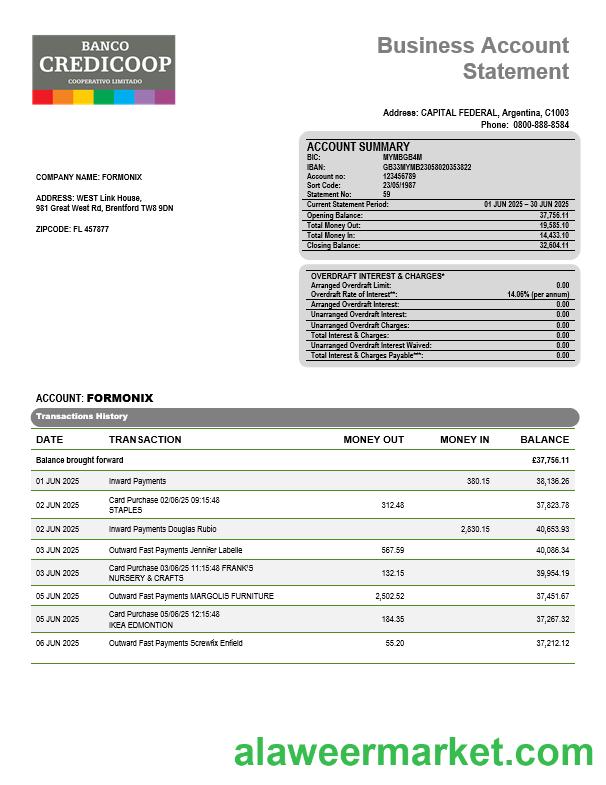 BANCO
CREDICOOP
COOPERATIVO LIMITADO
Business Account
Statement
Address: CAPITAL FEDERAL, Argentina, C1003
Phone: 0800-888-8584
COMPANY NAME: FORMONIX
ADDRESS: WEST Link House,
981 Great West Rd, Brentford TW8 9DN
ZIPCODE: FL 457877
ACCOUNT SUMMARY
BIC: MYMBGB4M
IBAN: GB33MYMB23058020353822
Account no: 123456789
Sort Code: 23/05/1987
Statement No: 59
Current Statement Period: 01 JUN 2025 – 30 JUN 2025
Opening Balance: 37,756.11
Total Money Out: 19,585.10
Total Money In: 14,433.10
Closing Balance: 32,604.11
OVERDRAFT INTEREST & CHARGES*
Arranged Overdraft Limit: 0.00
Overdraft Rate of Interest**: 14.06% (per annum)
Arranged Overdraft Interest: 0.00
Unarranged Overdraft Interest: 0.00
Unarranged Overdraft Charges: 0.00
Total Interest & Charges: 0.00
Unarranged Overdraft Interest Waived: 0.00
Total Interest & Charges Payable***: 0.00
ACCOUNT: FORMONIX
Transactions History
DATE TRANSACTION MONEY OUT MONEY IN BALANCE
Balance brought forward £37,756.11
01 JUN 2025 Inward Payments 380.15 38,136.26
02 JUN 2025 Card Purchase 02/06/25 09:15:48 312.48 37,823.78
STAPLES
02 JUN 2025 Inward Payments Douglas Rubio 2,830.15 40,653.93
03 JUN 2025 Outward Fast Payments Jennifer Labelle 567.59 40,086.34
03 JUN 2025 Card Purchase 03/06/25 11:15:48 FRANK'S 132.15 39,954.19
NURSERY & CRAFTS
05 JUN 2025 Outward Fast Payments MARGOLIS FURNITURE 2,502.52 37,451.67
05 JUN 2025 Card Purchase 05/06/25 12:15:48 184.35 37,267.32
IKEA EDMONTION
06 JUN 2025 Outward Fast Payments Screwfix Enfield 55.20 37,212.12
alaweermarket.com